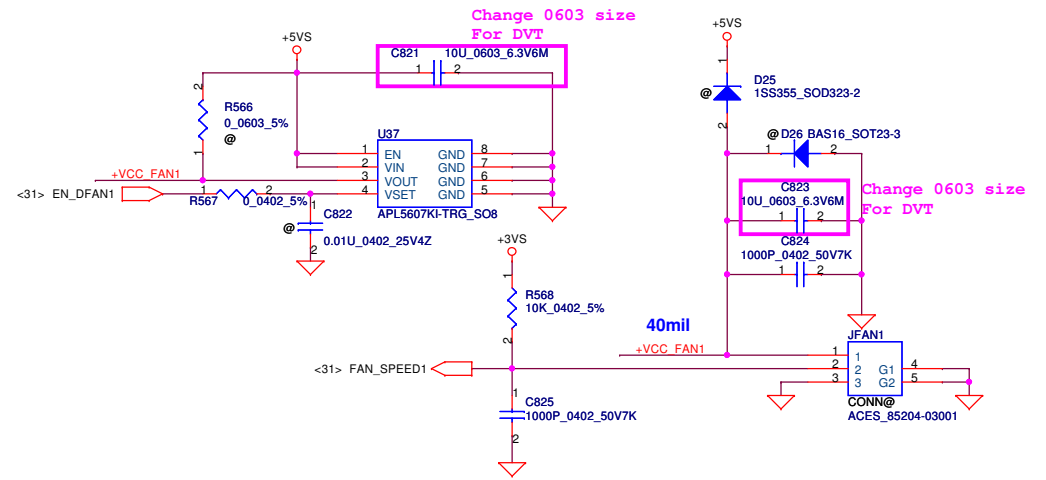 Change 0603 size
For DVT
+5VS
C821
10U_0603_6.3V6M
1
2
2
R566
0_0603_5%
@
1
U37
1
EN
GND
8
2
VIN
GND
7
3
VOUT
GND
6
4
VSET
GND
5
APL5607KI-TRG_SO8
+VCC_FAN1
<31> EN_DFAN1
1
2
R567
0_0402_5%
1
C822
@
0.01U_0402_25V4Z
2
+5VS
1
D25
1SS355_SOD323-2
@
2
@
D26 BAS16_SOT23-3
1
2
C823
10U_0603_6.3V6M
1
2
Change 0603 size
For DVT
C824
1000P_0402_50V7K
1
2
+3VS
1
R568
10K_0402_5%
2
40mil
+VCC_FAN1
<31> FAN_SPEED1
1
C825
1000P_0402_50V7K
2
JFAN1
1
1
2
2
3
3
G1
4
G2
5
CONN@
ACES_85204-03001